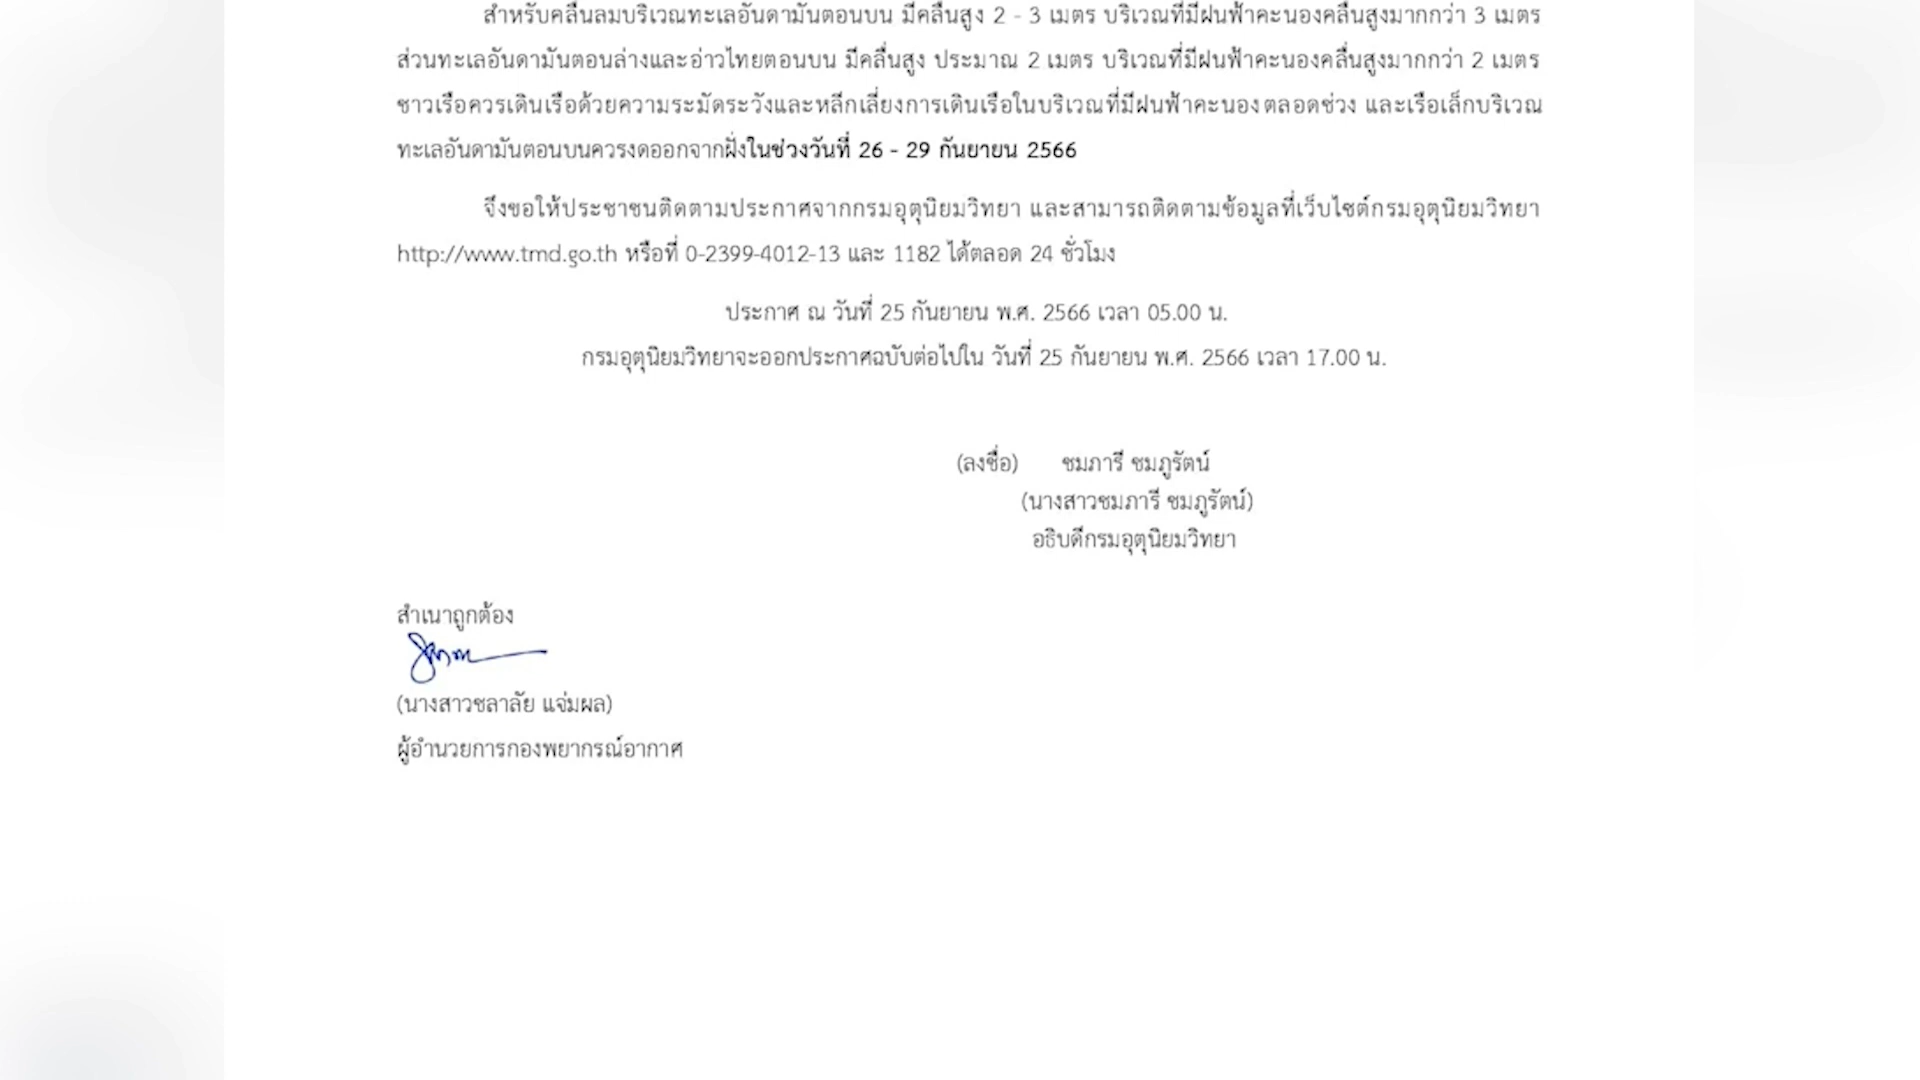 สำหรับคลื่นลมบริเวณทะเลอันดามันตอนบน มีคลื่นสูง 2 - 3 เมตร บริเวณที่มีฝนฟ้าคะนองคลื่นสูงมากกว่า 3 เมตร
ส่วนทะเลอันดามันตอนล่างและอ่าวไทยตอนบน มีคลื่นสูง ประมาณ 2 เมตร บริเวณที่มีฝนฟ้าคะนองคลื่นสูงมากกว่า 2 เมตร
ชาวเรือควรเดินเรือด้วยความระมัดระวังและหลีกเลี่ยงการเดินเรือในบริเวณที่มีฝนฟ้าคะนอง ตลอดช่วง และเรือเล็กบริเวณ
ทะเลอันดามันตอนบนควรงดออกจากฝั่งในช่วงวันที่ 26 - 29 กันยายน 2566
จึงขอให้ประชาชนติดตามประกาศจากกรมอุตุนิยมวิทยา และสามารถติดตามข้อมูลที่เว็บไซต์กรมอุตุนิยมวิทยา
http://www.tmd.go.th หรือที่ 0-2399-4012-13 และ 1182 ได้ตลอด 24 ชั่วโมง
ประกาศ ณ วันที่ 25 กันยายน พ.ศ. 2566 เวลา 05.00 น.
กรมอุตุนิยมวิทยาจะออกประกาศฉบับต่อไปใน วันที่ 25 กันยายน พ.ศ. 2566 เวลา 17.00 น.
(ลงชื่อ) ชมภารี ชมภูรัตน์
(นางสาวชมภารี ชมภูรัตน์)
อธิบดีกรมอุตุนิยมวิทยา
สำเนาถูกต้อง
(นางสาวชลาลัย แจ่มผล)
ผู้อำนวยการกองพยากรณ์อากาศ